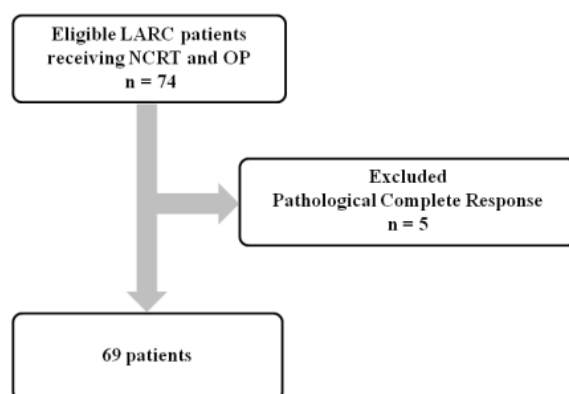 Eligible LARC patients
receiving NCRT and OP
n = 74
Excluded
Pathological Complete Response
n = 5
69 patients